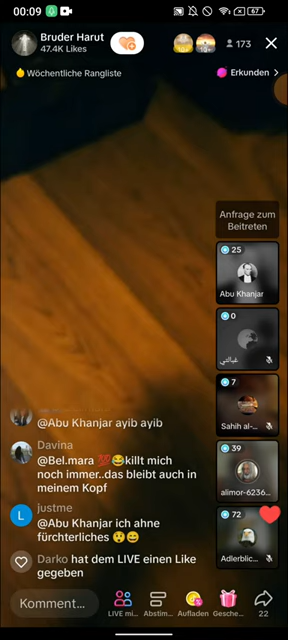 00:09
67
Bruder Harut
47.4K Likes
173
Wöchentliche Rangliste
Erkunden
Anfrage zum
Beitreten
25
Abu Khanjar
0
7
Sahih al-...
39
alimor-6236...
72
Adlerblic...
@Abu Khanjar ayib ayib
Davina
@Bel.mara 💯😂killt mich
noch immer..das bleibt auch in
meinem Kopf
L
justme
@Abu Khanjar ich ahne
fürchterliches 😲😄
Darko hat dem LIVE einen Like
gegeben
Komment...
LIVE mi...
Abstim...
Aufladen
Gesche...
22